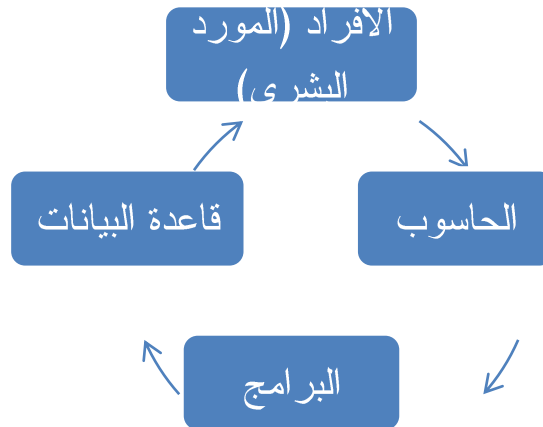 الافراد (المورد
البشري)
الحاسوب
البرامج
قاعدة البيانات